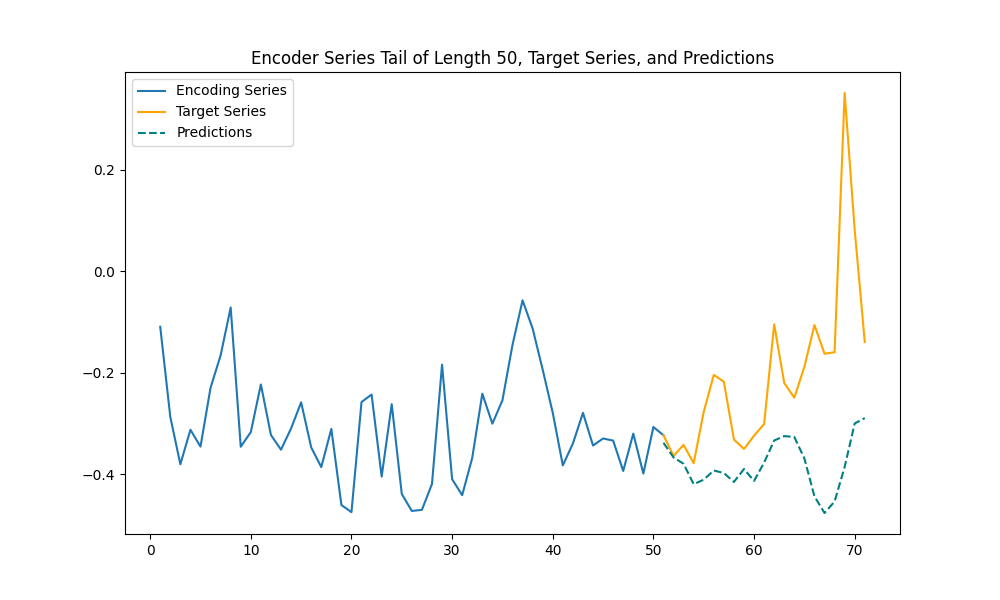 Encoder Series Tail of Length 50, Target Series, and Predictions
Encoding Series
Target Series
Predictions
0.2
0.0
−0.2
−0.4
0 10 20 30 40 50 60 70